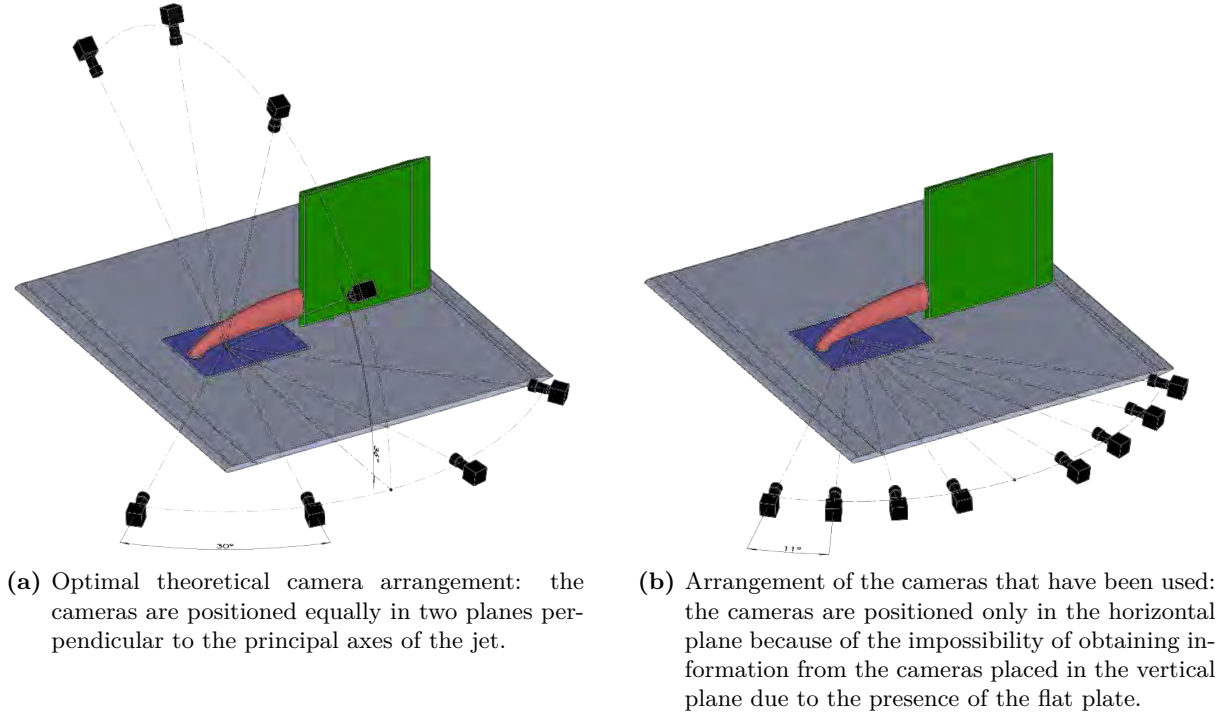 36°
30°
11°
(a) Optimal theoretical camera arrangement: the
cameras are positioned equally in two planes per-
pendicular to the principal axes of the jet.
(b) Arrangement of the cameras that have been used:
the cameras are positioned only in the horizontal
plane because of the impossibility of obtaining in-
formation from the cameras placed in the vertical
plane due to the presence of the flat plate.